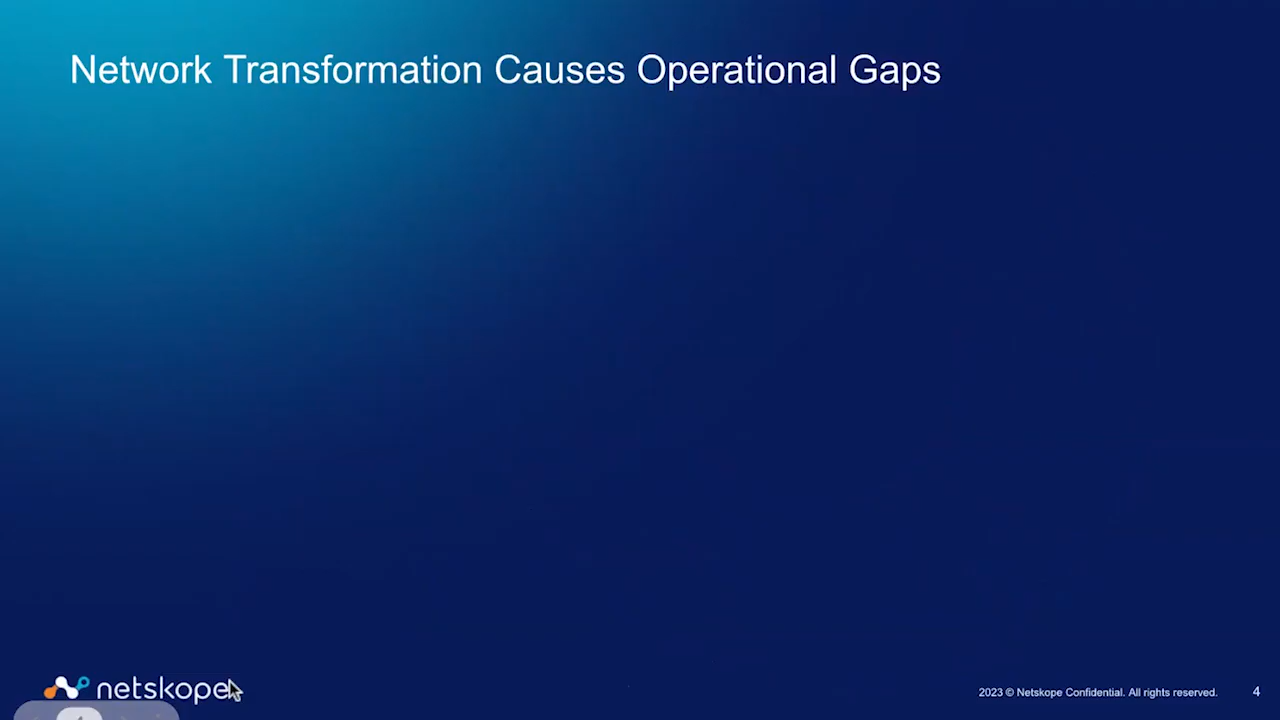 Network Transformation Causes Operational Gaps
netskope
2023 © Netskope Confidential. All rights reserved.
4